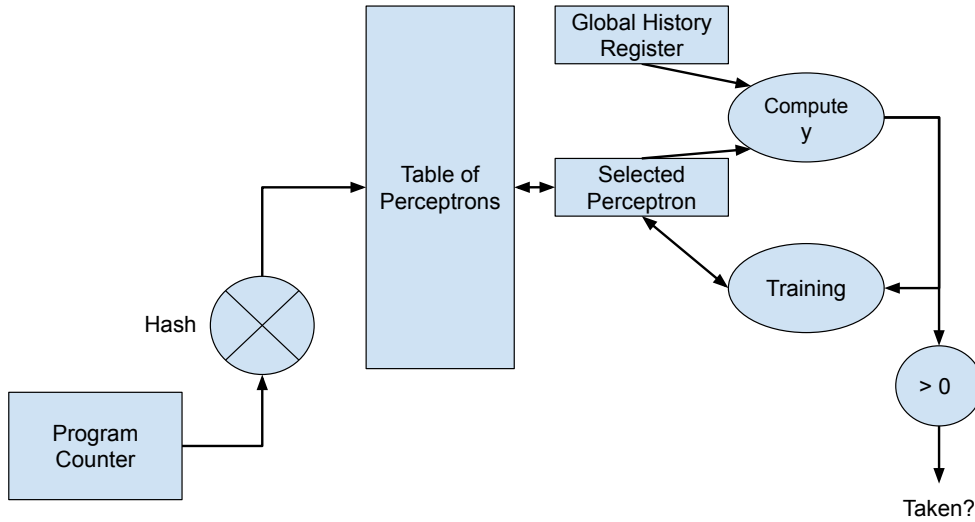 Global History
Register
Compute
y
Table of
Perceptrons
Selected
Perceptron
Training
Hash
> 0
Program
Counter
Taken?